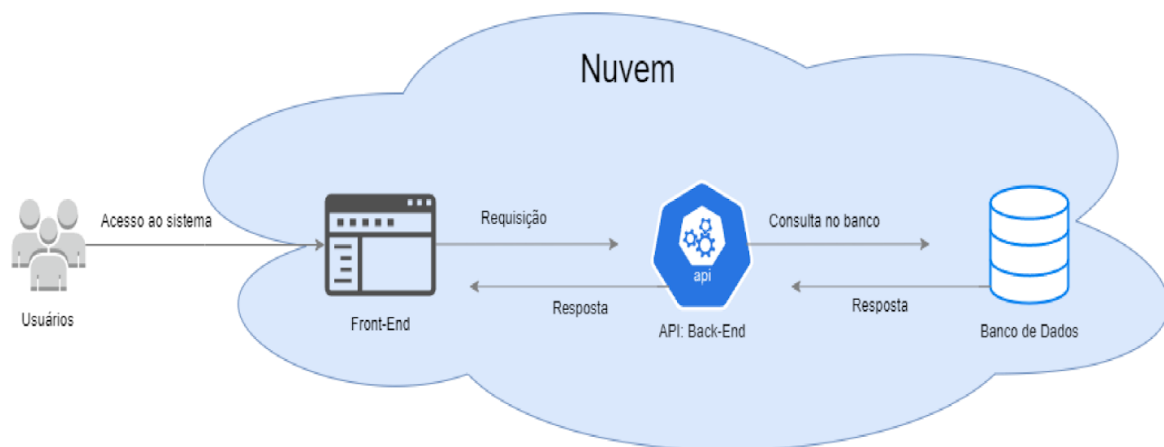 Nuvem
Acesso ao sistema
Requisição
Consulta no banco
api
Resposta
Resposta
Usuários
Front-End
API: Back-End
Banco de Dados